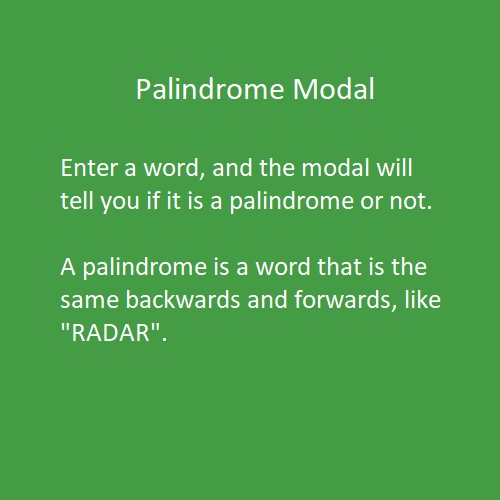 Palindrome Modal
Enter a word, and the modal will
tell you if it is a palindrome or not.
A palindrome is a word that is the
same backwards and forwards, like
"RADAR".